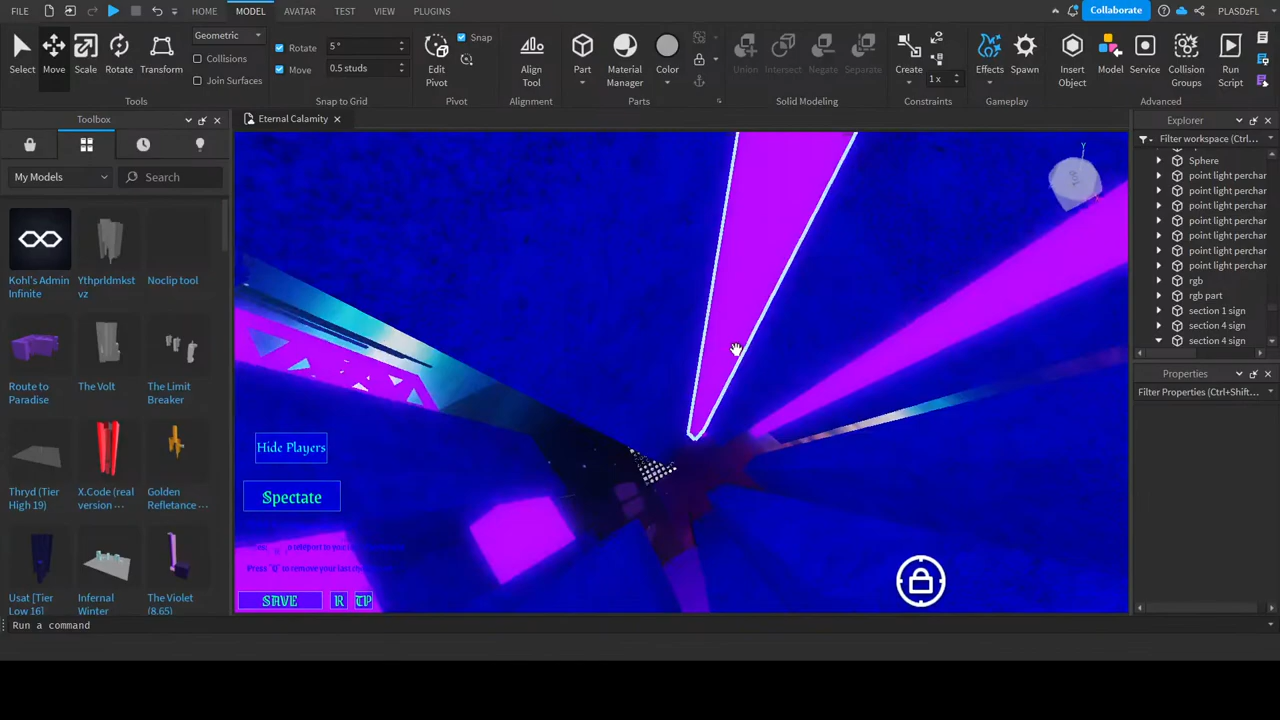 FILE HOME MODEL AVATAR TEST VIEW PLUGINS Collaborate PLASDzFL
Geometric Rotate 5 ° Snap 1 x
Collisions Move 0.5 studs
Join Surfaces
Select Move Scale Rotate Transform Edit Pivot Align Tool Part Material Manager Color Union Intersect Negate Separate Create Effects Spawn Insert Object Model Service Collision Groups Run Script
Tools Snap to Grid Pivot Alignment Parts Solid Modeling Constraints Gameplay Advanced
Toolbox Eternal Calamity Explorer
Filter workspace (Ctrl+S
My Models Search
Sphere
point light perchar
point light perchar
point light perchar
point light perchar
point light perchar
point light perchar
point light perchar
rgb
rgb part
section 1 sign
section 4 sign
section 4 sign
Properties
Filter Properties (Ctrl+Shift...
Kohl's Admin Infinite
Ythprldmkst vz
Noclip tool
Route to Paradise
The Volt
The Limit Breaker
Thryd (Tier High 19)
X.Code (real version ...
Golden Refletance ...
Usat [Tier Low 16]
Infernal Winter
The Violet (8.65)
Hide Players
Spectate
to remove your last
SAVE R TP
Run a command